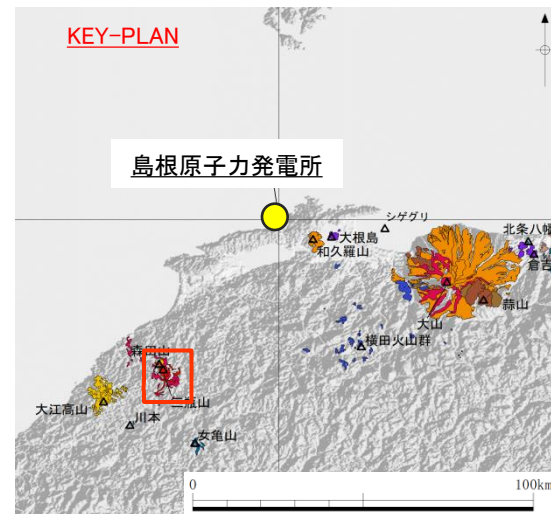 KEY-PLAN
島根原子力発電所
シゲグリ
大根島
和久羅山
北条八幡
倉吉
大山
蒜山
横田火山群
森田山
三瓶山
大江高山
川本
女亀山
0
100km